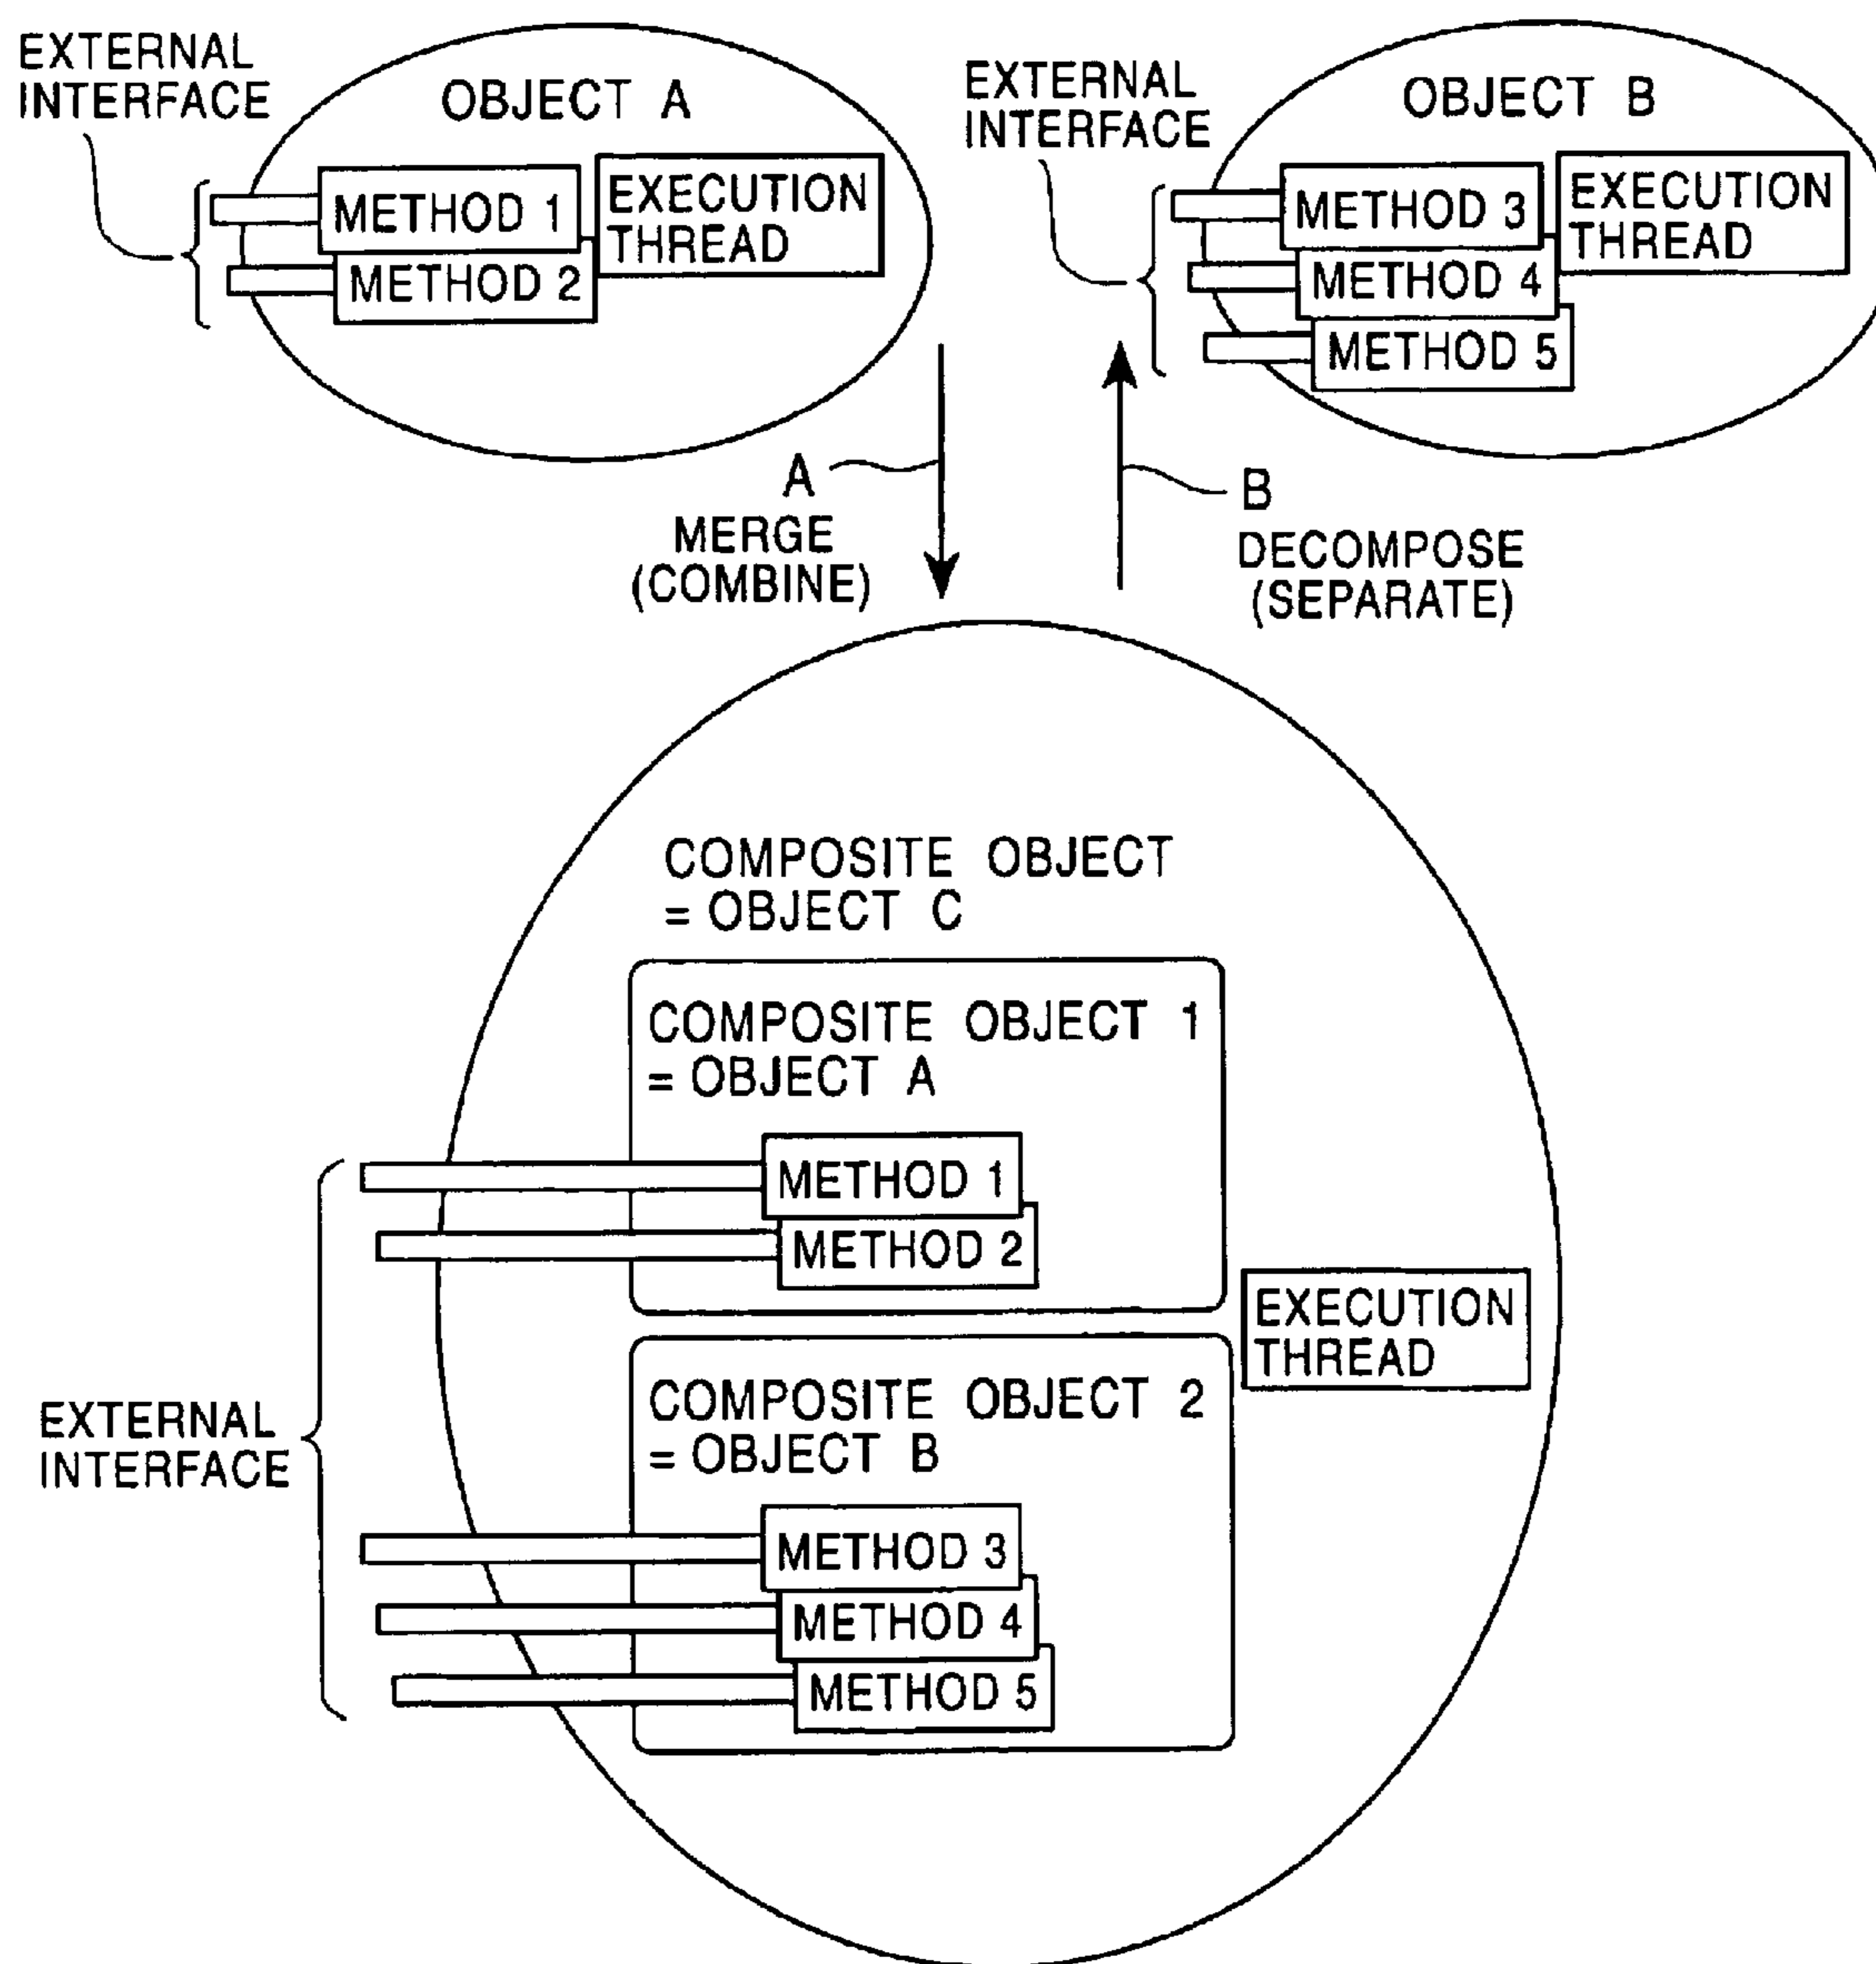 EXTERNAL
INTERFACE
OBJECT A
METHOD 1
METHOD 2
EXECUTION
THREAD
EXTERNAL
INTERFACE
OBJECT B
METHOD 3
METHOD 4
METHOD 5
EXECUTION
THREAD
A
MERGE
(COMBINE)
B
DECOMPOSE
(SEPARATE)
COMPOSITE OBJECT
= OBJECT C
COMPOSITE OBJECT 1
= OBJECT A
METHOD 1
METHOD 2
EXECUTION
THREAD
EXTERNAL
INTERFACE
COMPOSITE OBJECT 2
= OBJECT B
METHOD 3
METHOD 4
METHOD 5